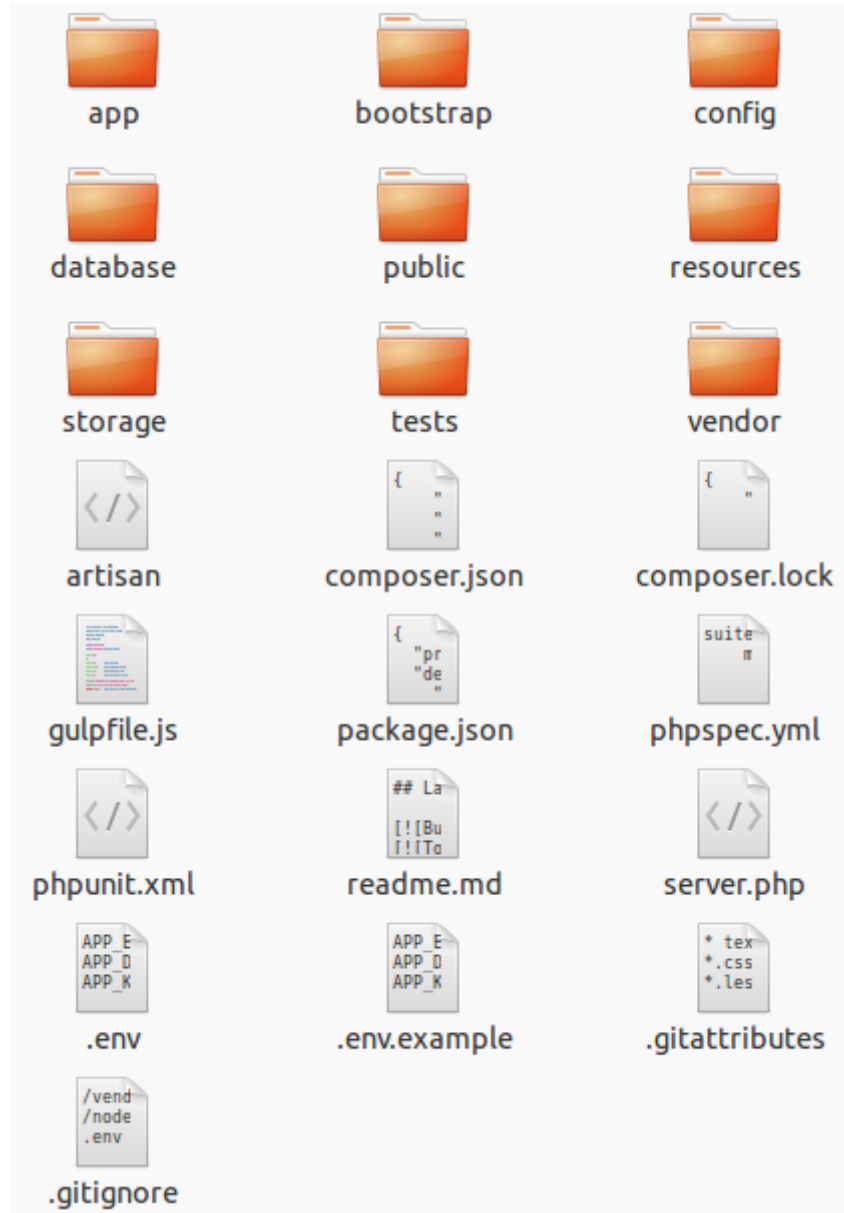 app bootstrap config
database public resources
storage tests vendor
</>
{
"
"
"
{
"
artisan composer.json composer.lock
{
"pr
"de
"
suite
m
gulpfile.js package.json phpspec.yml
</>
## La
[![Bu
[![To
</>
phpunit.xml readme.md server.php
APP_E
APP_D
APP_K
APP_E
APP_D
APP_K
* tex
*.css
*.les
.env .env.example .gitattributes
/vend
/node
.env
.gitignore